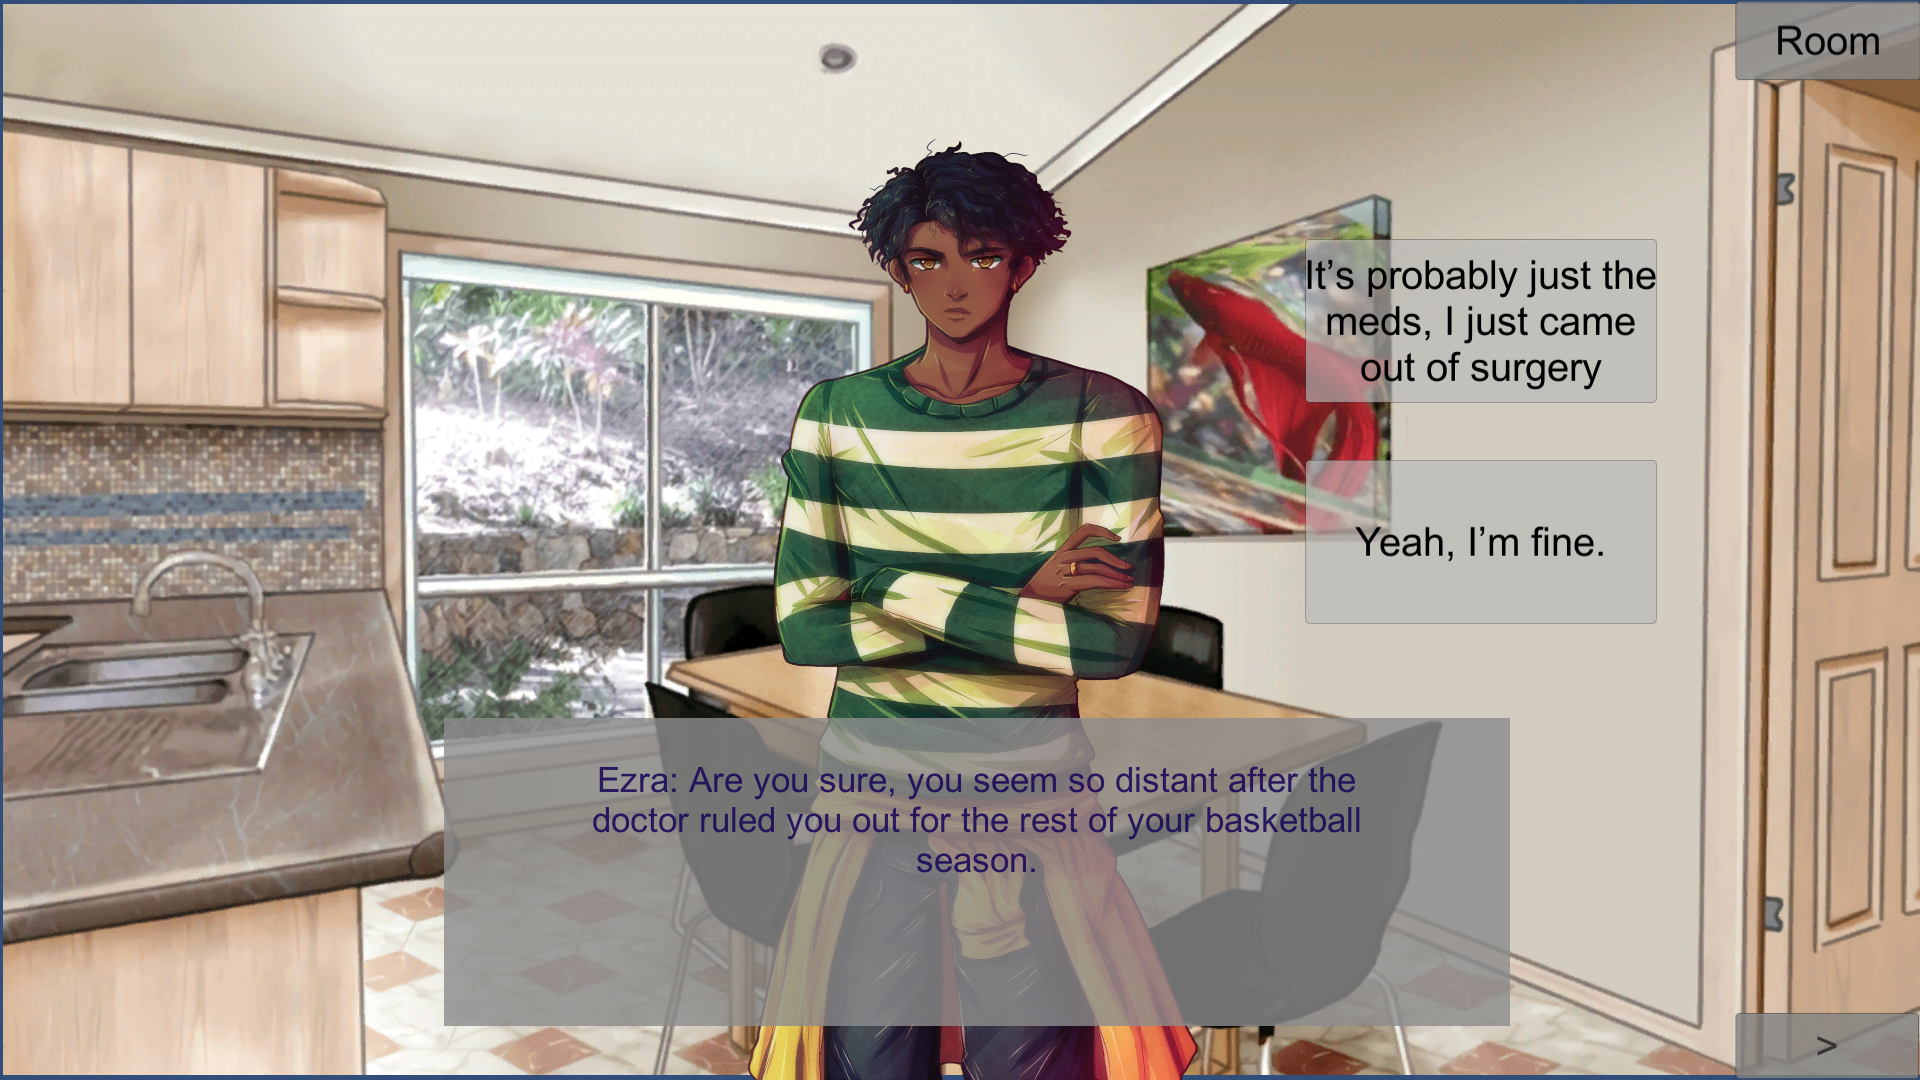 Room
It’s probably just the
meds, I just came
out of surgery
Yeah, I’m fine.
Ezra: Are you sure, you seem so distant after the
doctor ruled you out for the rest of your basketball
season.
>